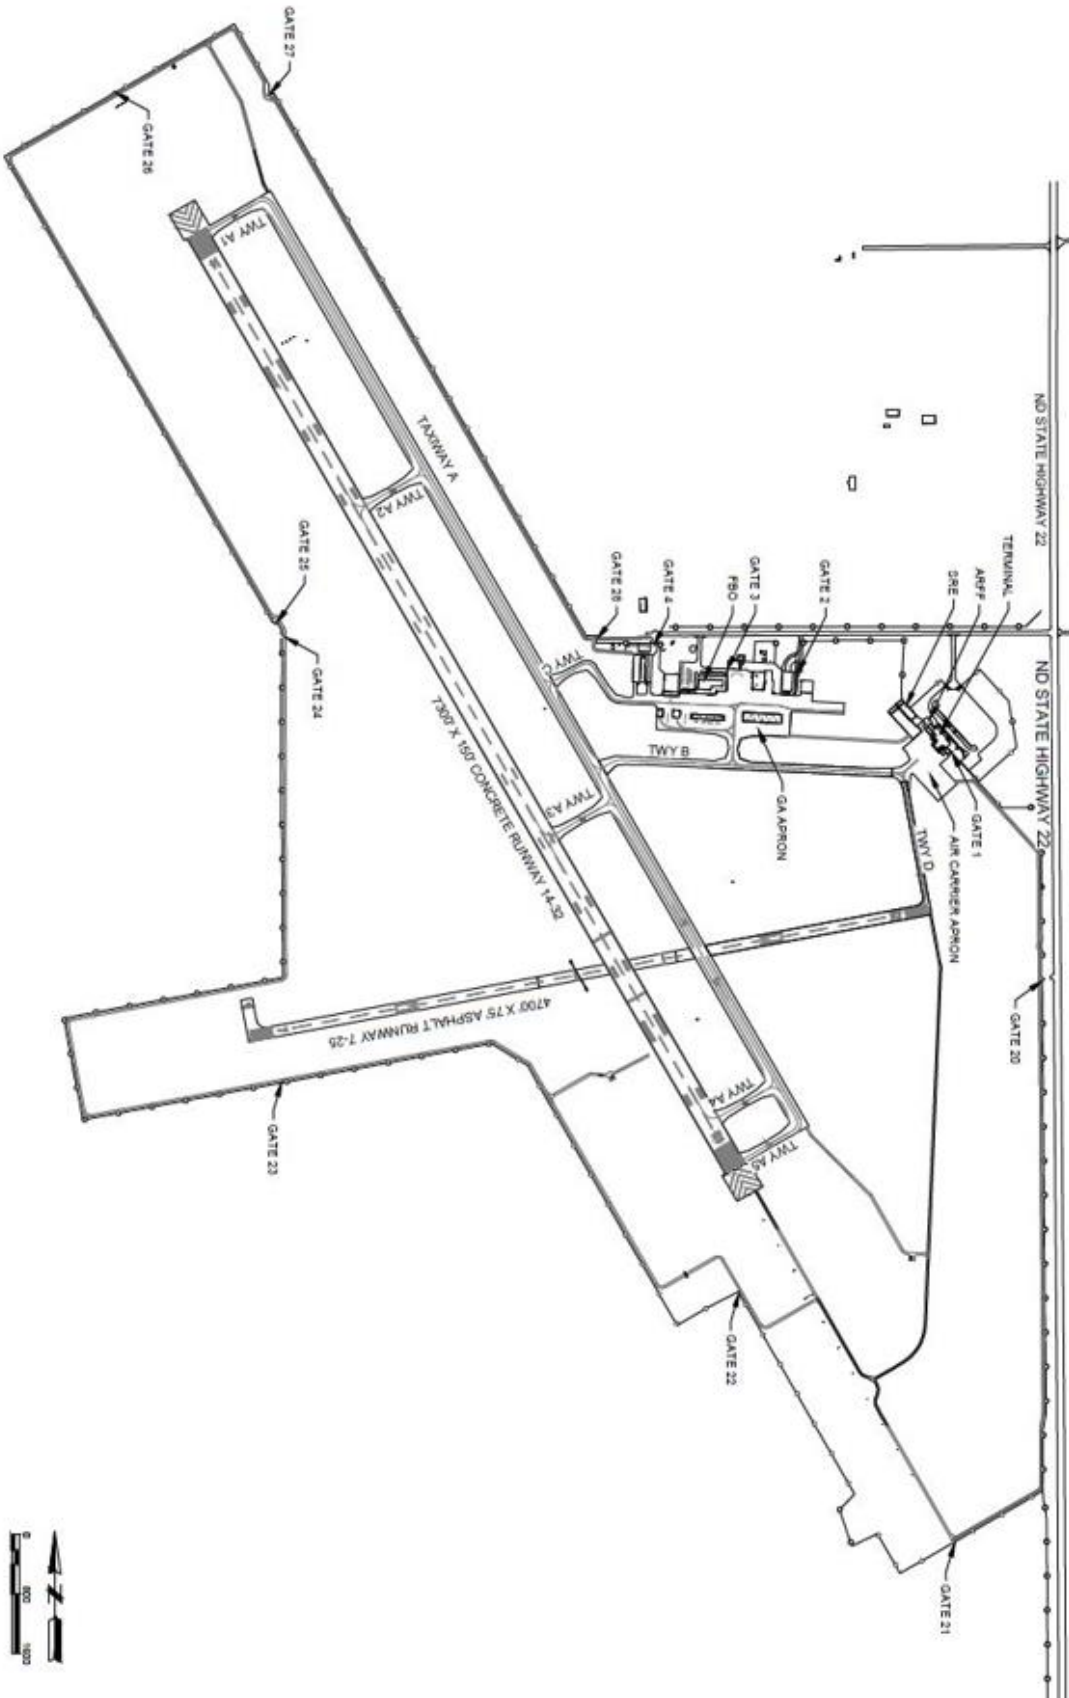 GATE 27
GATE 26
TWY A1
TAXIWAY A
TWY A2
ND STATE HIGHWAY 22
TERMINAL
ARFF
SRE
GATE 2
GATE 3
FBO
GATE 4
GATE 28
GATE 25
GATE 24
TWY C
7300' X 150' CONCRETE RUNWAY 14-32
TWY B
TWY A3
GA APRON
ND STATE HIGHWAY 22
GATE 1
AIR CARRIER APRON
TWY D
GATE 20
4700' X 75' ASPHALT RUNWAY 7-25
GATE 23
TWY A4
TWY A5
GATE 22
GATE 21
N
0
800
1600